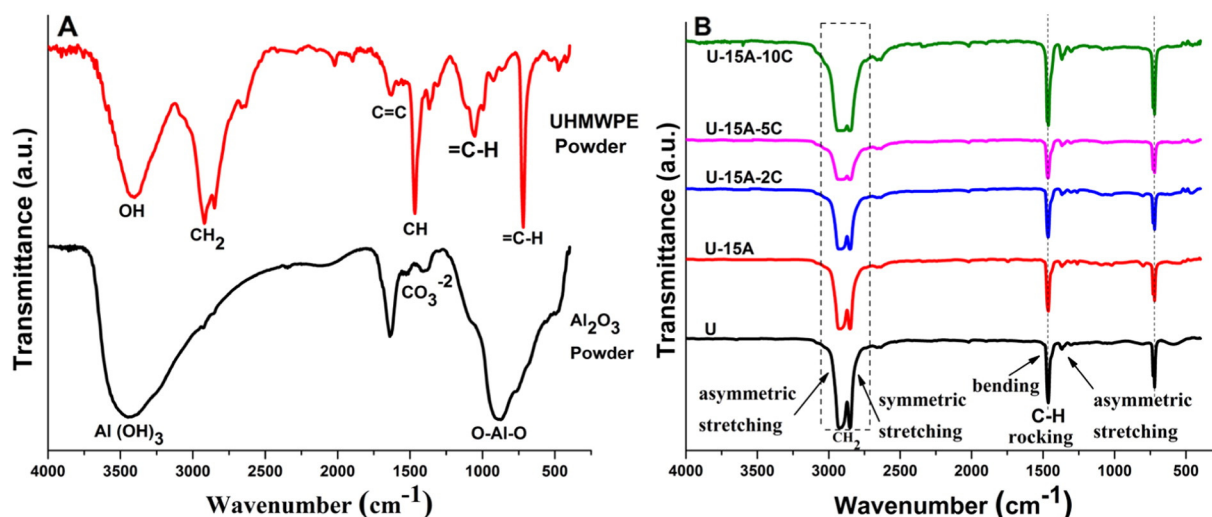 A
Transmittance (a.u.)
C=C
UHMWPE
Powder
=C-H
OH
CH2
CH
=C-H
CO3-2
Al2O3
Powder
Al (OH)3
O-Al-O
4000 3500 3000 2500 2000 1500 1000 500
Wavenumber (cm-1)
B
Transmittance (a.u.)
U-15A-10C
U-15A-5C
U-15A-2C
U-15A
U
asymmetric
stretching
CH2
symmetric
stretching
bending
C-H
rocking
asymmetric
stretching
4000 3500 3000 2500 2000 1500 1000 500
Wavenumber (cm-1)